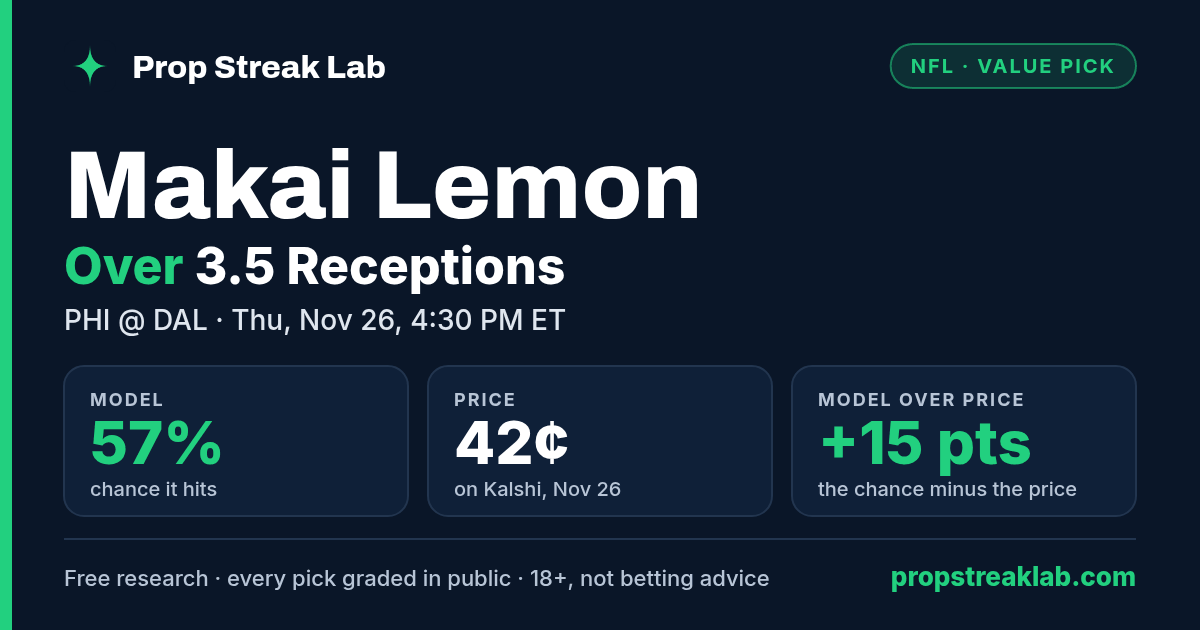 Prop Streak Lab
NFL · VALUE PICK
Makai Lemon
Over 3.5 Receptions
PHI @ DAL · Thu, Nov 26, 4:30 PM ET
MODEL
57%
chance it hits
PRICE
42¢
on Kalshi, Nov 26
MODEL OVER PRICE
+15 pts
the chance minus the price
Free research · every pick graded in public · 18+, not betting advice
propstreaklab.com